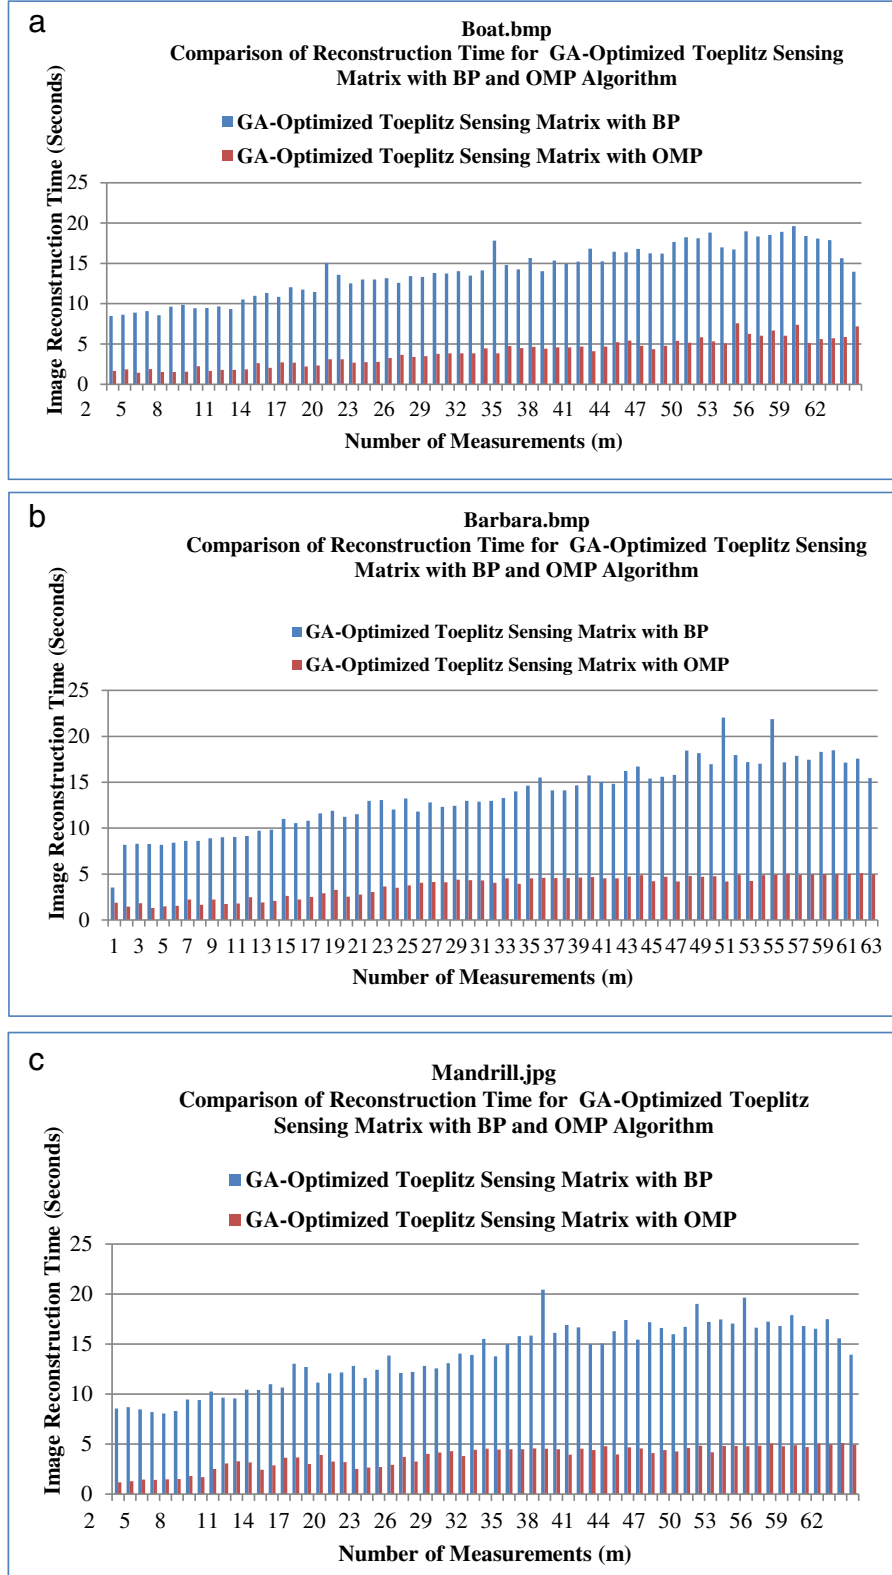 a
Boat.bmp
Comparison of Reconstruction Time for GA-Optimized Toeplitz Sensing
Matrix with BP and OMP Algorithm
GA-Optimized Toeplitz Sensing Matrix with BP
GA-Optimized Toeplitz Sensing Matrix with OMP
Image Reconstruction Time (Seconds)
25
20
15
10
5
0
2 5 8 11 14 17 20 23 26 29 32 35 38 41 44 47 50 53 56 59 62
Number of Measurements (m)
b
Barbara.bmp
Comparison of Reconstruction Time for GA-Optimized Toeplitz Sensing
Matrix with BP and OMP Algorithm
GA-Optimized Toeplitz Sensing Matrix with BP
GA-Optimized Toeplitz Sensing Matrix with OMP
Image Reconstruction Time (Seconds)
25
20
15
10
5
0
1 3 5 7 9 11 13 15 17 19 21 23 25 27 29 31 33 35 37 39 41 43 45 47 49 51 53 55 57 59 61 63
Number of Measurements (m)
c
Mandrill.jpg
Comparison of Reconstruction Time for GA-Optimized Toeplitz
Sensing Matrix with BP and OMP Algorithm
GA-Optimized Toeplitz Sensing Matrix with BP
GA-Optimized Toeplitz Sensing Matrix with OMP
Image Reconstruction Time (Seconds)
25
20
15
10
5
0
2 5 8 11 14 17 20 23 26 29 32 35 38 41 44 47 50 53 56 59 62
Number of Measurements (m)